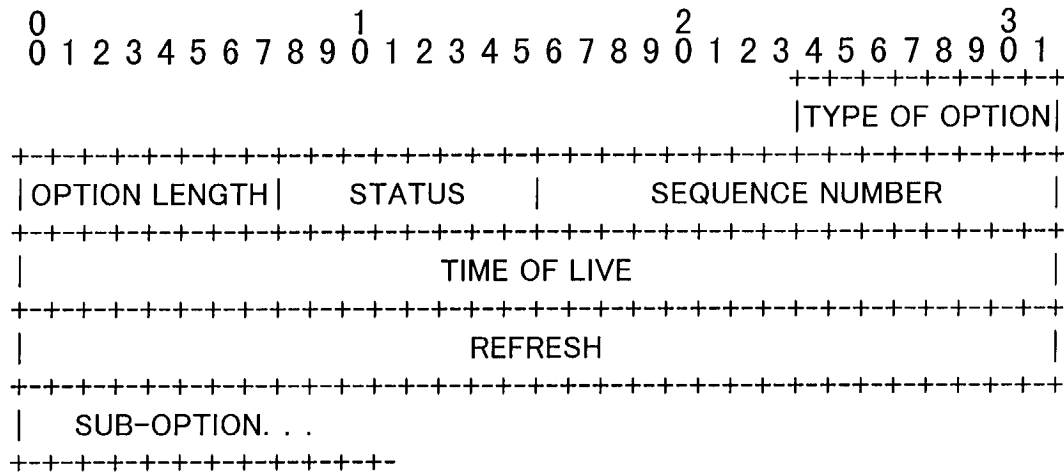 0                   1                   2                   3
0 1 2 3 4 5 6 7 8 9 0 1 2 3 4 5 6 7 8 9 0 1 2 3 4 5 6 7 8 9 0 1
+-+-+-+-+-+-+-+-+
|TYPE OF OPTION|
+-+-+-+-+-+-+-+-+-+-+-+-+-+-+-+-+-+-+-+-+-+-+-+-+-+-+-+-+-+-+-+-+
|OPTION LENGTH| STATUS | SEQUENCE NUMBER |
+-+-+-+-+-+-+-+-+-+-+-+-+-+-+-+-+-+-+-+-+-+-+-+-+-+-+-+-+-+-+-+-+
| TIME OF LIVE |
+-+-+-+-+-+-+-+-+-+-+-+-+-+-+-+-+-+-+-+-+-+-+-+-+-+-+-+-+-+-+-+-+
| REFRESH |
+-+-+-+-+-+-+-+-+-+-+-+-+-+-+-+-+-+-+-+-+-+-+-+-+-+-+-+-+-+-+-+-+
| SUB-OPTION. . .
+-+-+-+-+-+-+-+-+-+-+-+-